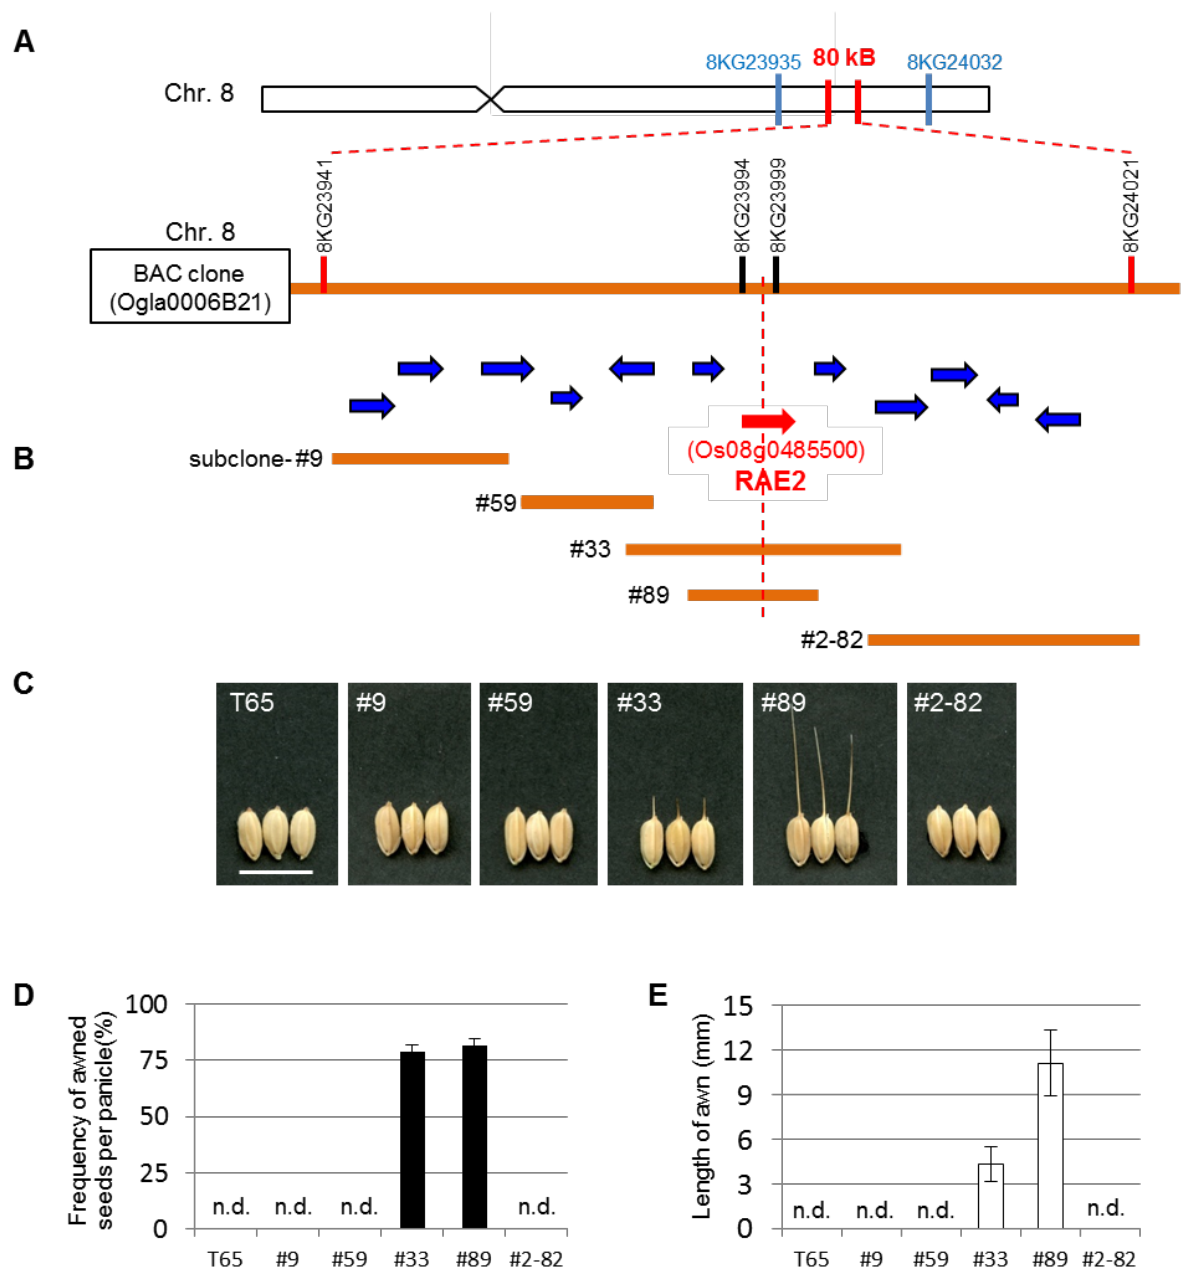 A
8KG23935
80 kB
8KG24032
Chr. 8
8KG23941
8KG23994
8KG23999
8KG24021
Chr. 8
BAC clone
(Ogla0006B21)
(Os08g0485500)
RAE2
B
subclone-#9
#59
#33
#89
#2-82
C
T65
#9
#59
#33
#89
#2-82
D
Frequency of awned
seeds per panicle(%)
100
75
50
25
0
n.d.
n.d.
n.d.
n.d.
T65
#9
#59
#33
#89
#2-82
E
Length of awn (mm)
15
12
9
6
3
0
n.d.
n.d.
n.d.
n.d.
T65
#9
#59
#33
#89
#2-82